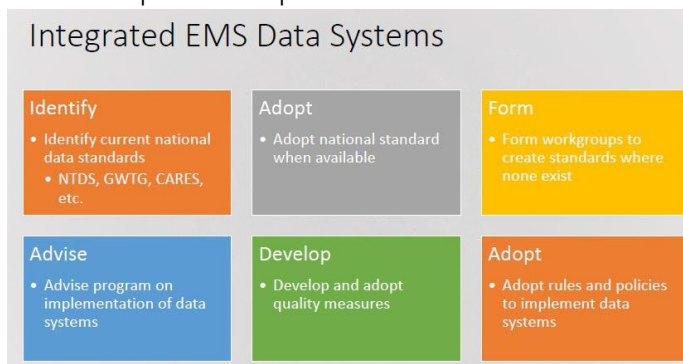 Integrated EMS Data Systems
Identify
• Identify current national
data standards
• NTDS, GWTG, CARES,
etc.
Adopt
• Adopt national standard
when available
Form
• Form workgroups to
create standards where
none exist
Advise
• Advise program on
implementation of data
systems
Develop
• Develop and adopt
quality measures
Adopt
• Adopt rules and policies
to implement data
systems